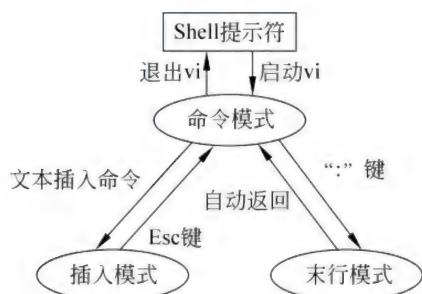 Shell提示符
退出vi
启动vi
命令模式
文本插入命令
“:” 键
自动返回
Esc键
插入模式
末行模式